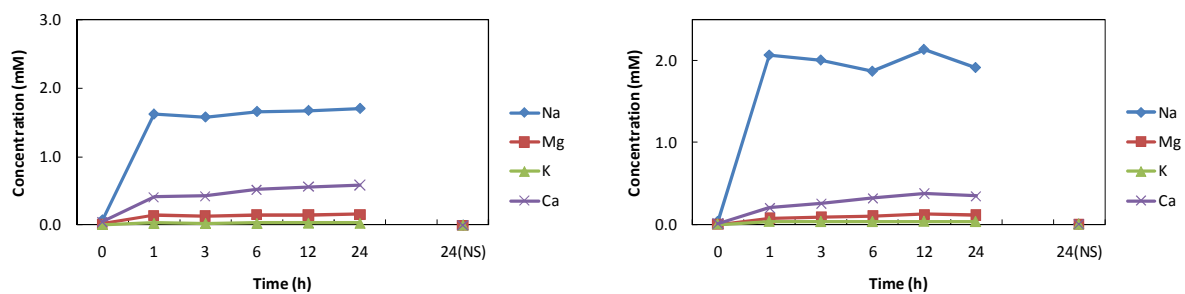 Concentration (mM)
3.0
2.0
1.0
0.0
0 1 3 6 12 24 24(NS)
Time (h)
Na
Mg
K
Ca
Concentration (mM)
2.0
1.0
0.0
0 1 3 6 12 24 24(NS)
Time (h)
Na
Mg
K
Ca